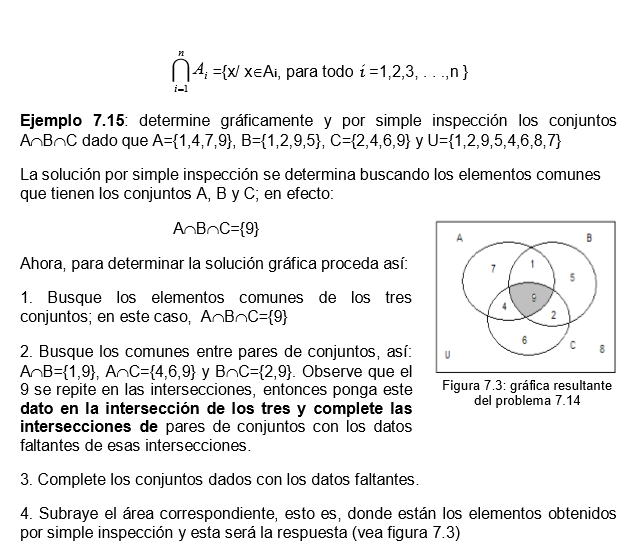 n
⋂ Aᵢ ={x/ x∈Ai, para todo í =1,2,3, . . .,n }
i=1
Ejemplo 7.15: determine gráficamente y por simple inspección los conjuntos
A∩B∩C dado que A={1,4,7,9}, B={1,2,9,5}, C={2,4,6,9} y U={1,2,9,5,4,6,8,7}
La solución por simple inspección se determina buscando los elementos comunes
que tienen los conjuntos A, B y C; en efecto:
A∩B∩C={9}
Ahora, para determinar la solución gráfica proceda así:
1. Busque los elementos comunes de los tres
conjuntos; en este caso, A∩B∩C={9}
2. Busque los comunes entre pares de conjuntos, así:
A∩B={1,9}, A∩C={4,6,9} y B∩C={2,9}. Observe que el
9 se repite en las intersecciones, entonces ponga este
dato en la intersección de los tres y complete las
intersecciones de pares de conjuntos con los datos
faltantes de esas intersecciones.
A B
7 1 5
4 9 2
6 C 8
U
Figura 7.3: gráfica resultante
del problema 7.14
3. Complete los conjuntos dados con los datos faltantes.
4. Subraye el área correspondiente, esto es, donde están los elementos obtenidos
por simple inspección y esta será la respuesta (vea figura 7.3)